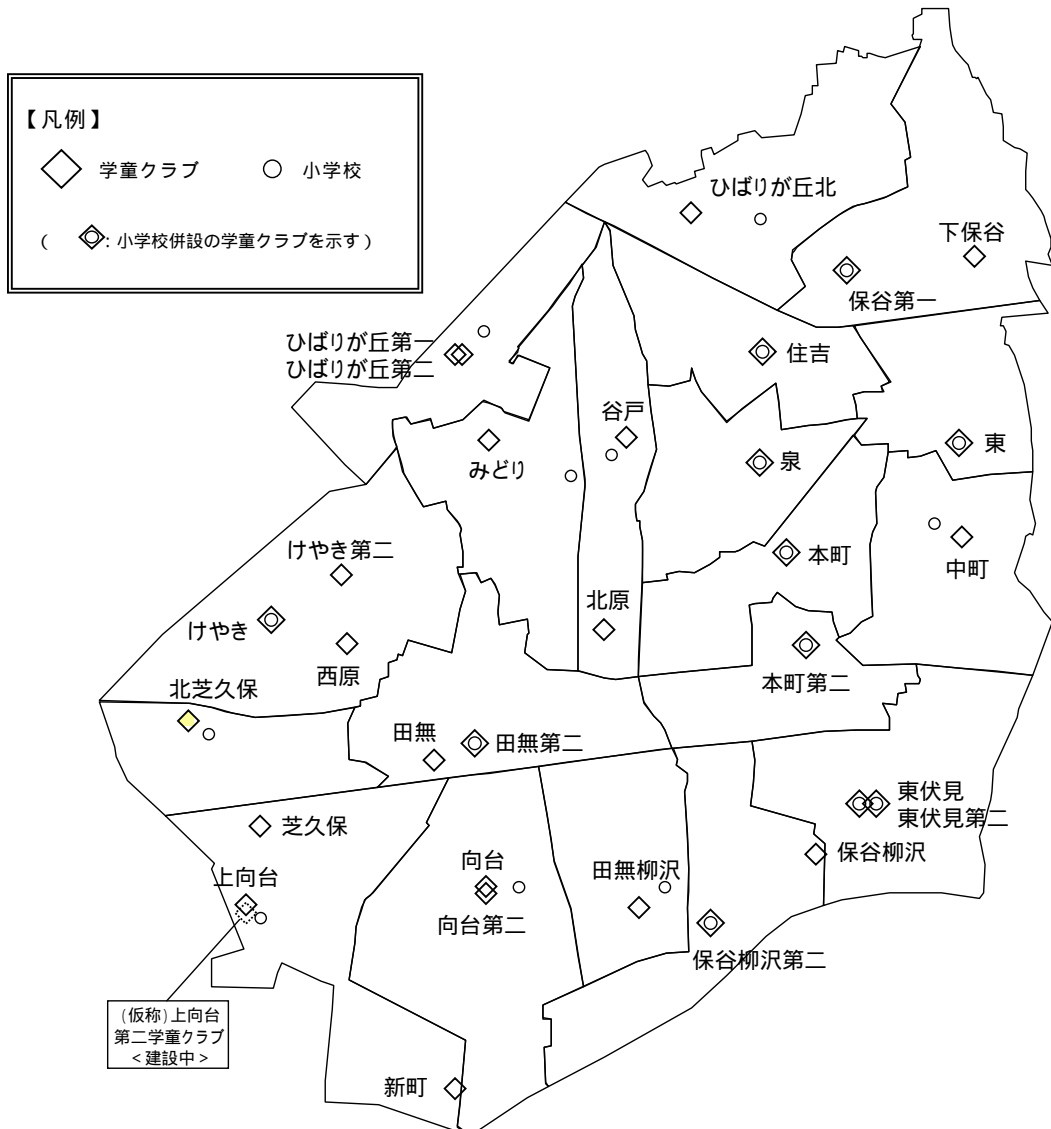 【凡例】
学童クラブ
小学校
( : 小学校併設の学童クラブを示す )
ひばりが丘北
下保谷
保谷第一
ひばりが丘第一
ひばりが丘第二
住吉
谷戸
みどり
泉
東
けやき第二
本町
中町
けやき
北原
西原
本町第二
北芝久保
田無
田無第二
東伏見
東伏見第二
芝久保
保谷柳沢
向台
田無柳沢
上向台
向台第二
保谷柳沢第二
(仮称)上向台
第二学童クラブ
<建設中>
新町